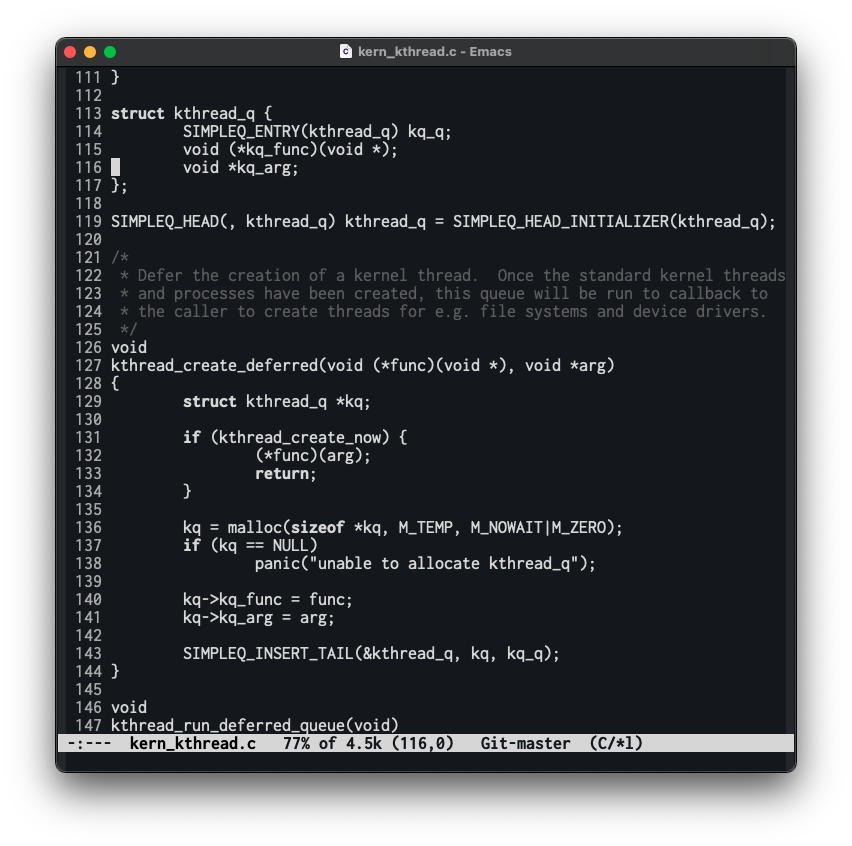 kern_kthread.c - Emacs
111 }
112
113 struct kthread_q {
114         SIMPLEQ_ENTRY(kthread_q) kq_q;
115         void (*kq_func)(void *);
116         void *kq_arg;
117 };
118
119 SIMPLEQ_HEAD(, kthread_q) kthread_q = SIMPLEQ_HEAD_INITIALIZER(kthread_q);
120
121 /*
122  * Defer the creation of a kernel thread.  Once the standard kernel threads
123  * and processes have been created, this queue will be run to callback to
124  * the caller to create threads for e.g. file systems and device drivers.
125  */
126 void
127 kthread_create_deferred(void (*func)(void *), void *arg)
128 {
129         struct kthread_q *kq;
130
131         if (kthread_create_now) {
132                 (*func)(arg);
133                 return;
134         }
135
136         kq = malloc(sizeof *kq, M_TEMP, M_NOWAIT|M_ZERO);
137         if (kq == NULL)
138                 panic("unable to allocate kthread_q");
139
140         kq->kq_func = func;
141         kq->kq_arg = arg;
142
143         SIMPLEQ_INSERT_TAIL(&kthread_q, kq, kq_q);
144 }
145
146 void
147 kthread_run_deferred_queue(void)
-:---  kern_kthread.c   77% of 4.5k (116,0)   Git-master  (C/*l)